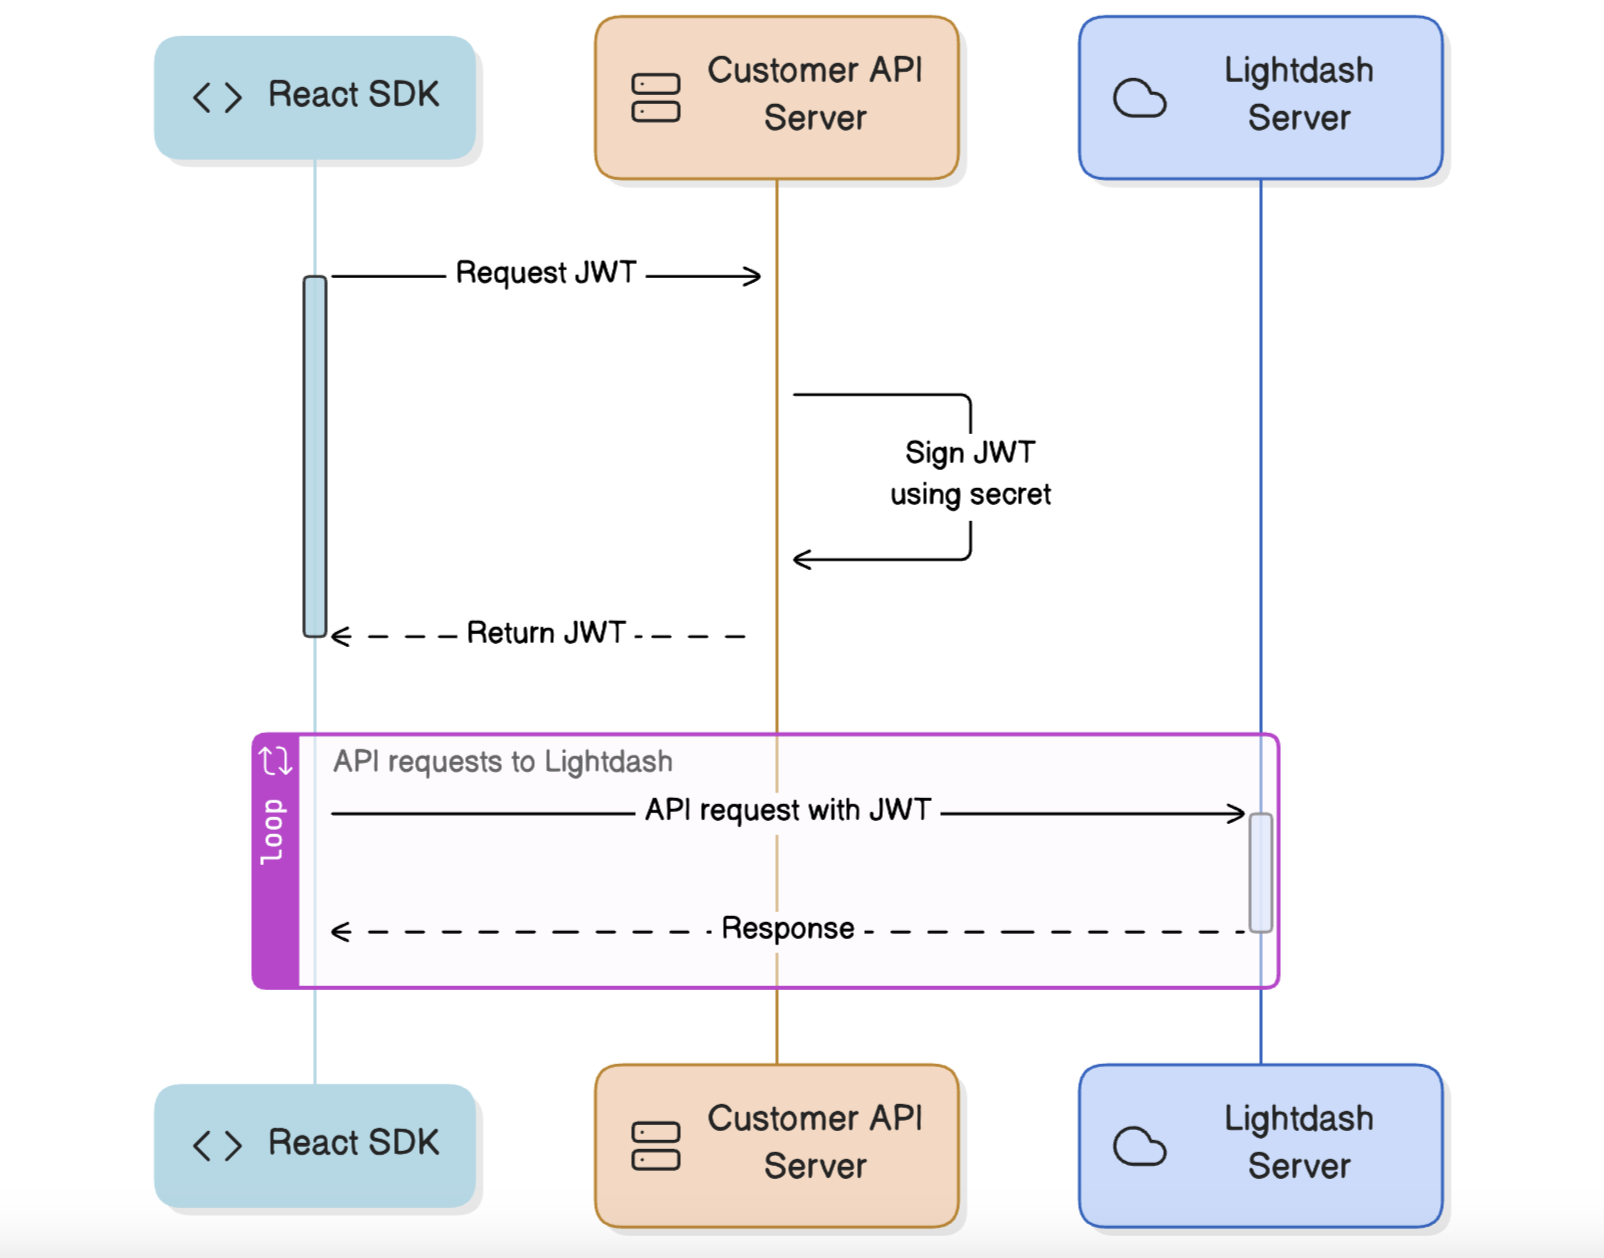 React SDK
Customer API
Server
Lightdash
Server
Request JWT
Sign JWT
using secret
Return JWT
loop
API requests to Lightdash
API request with JWT
Response
React SDK
Customer API
Server
Lightdash
Server